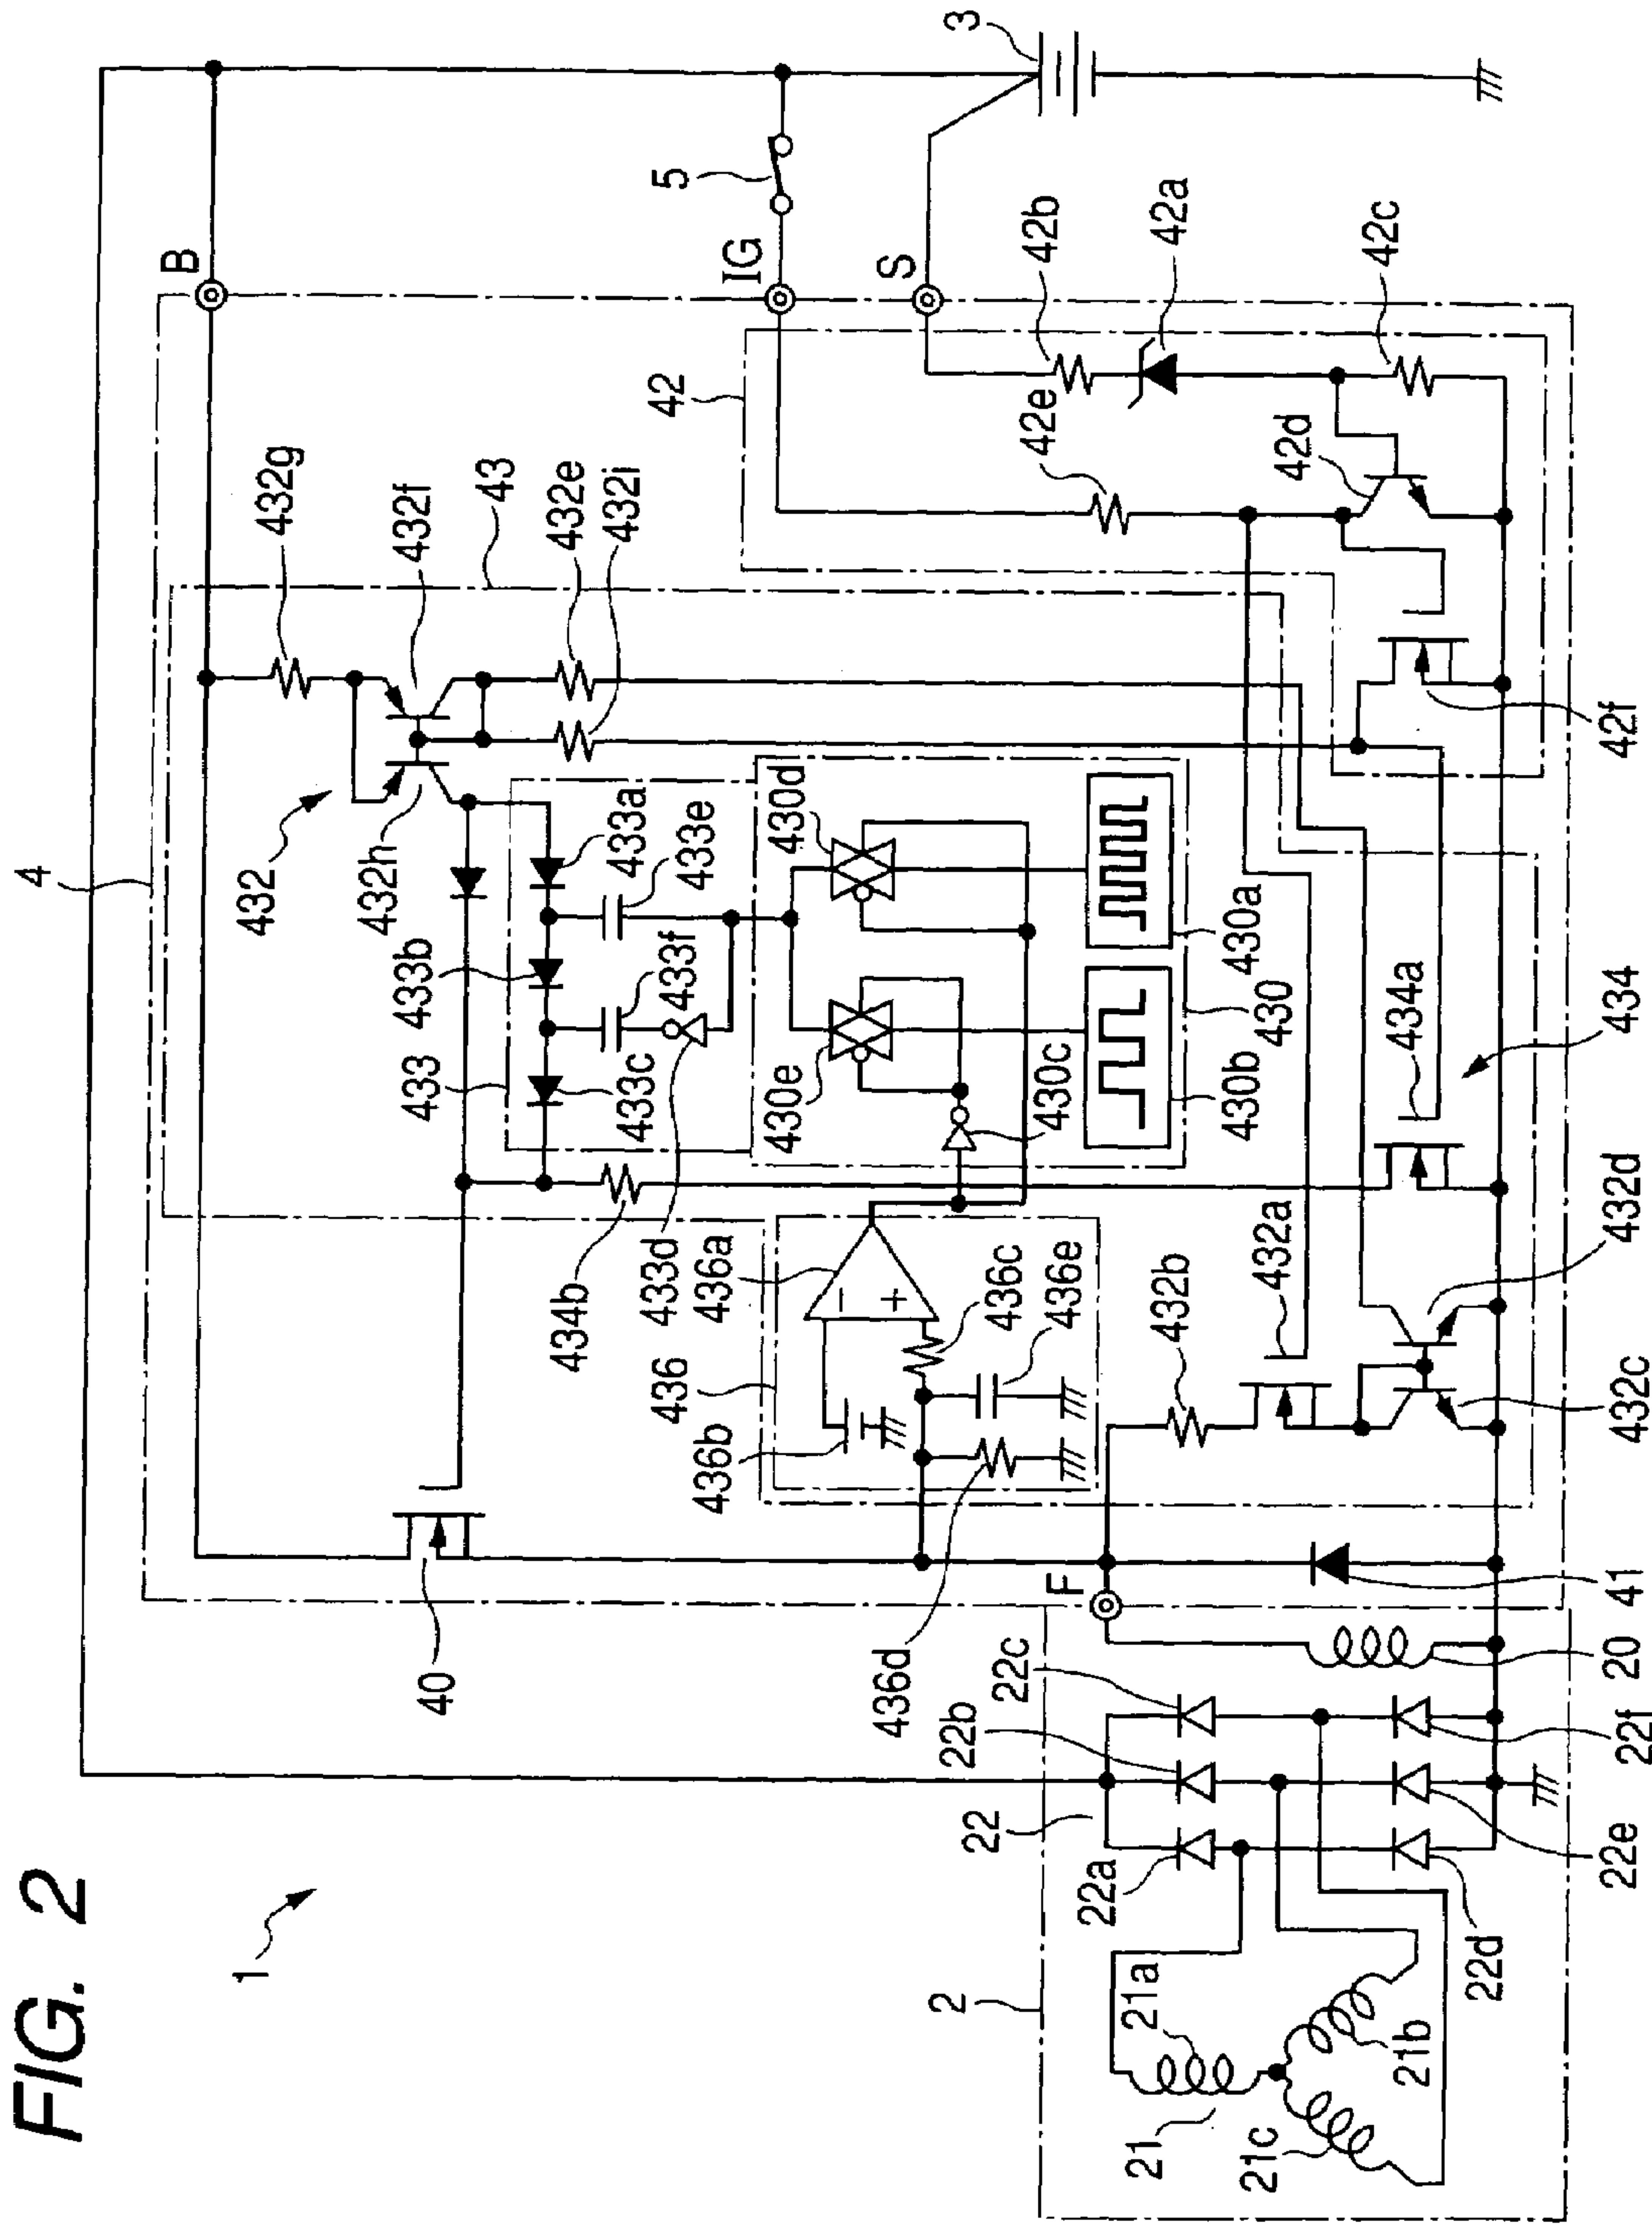 FIG. 2
1
4
3
B
5
IG
S
432g
432f
43
432e
432i
432
432h
42
42b
42a
42c
42e
42d
42f
433a
433e
433b
433f
433
433c
433d
430d
430e
430c
430a
430b
430
434b
434a
434
436a
−
+
436c
436e
436
436b
436d
432a
432b
432d
432c
40
F
41
20
22c
22b
22
22a
22f
22e
22d
2
21a
21
21b
21c